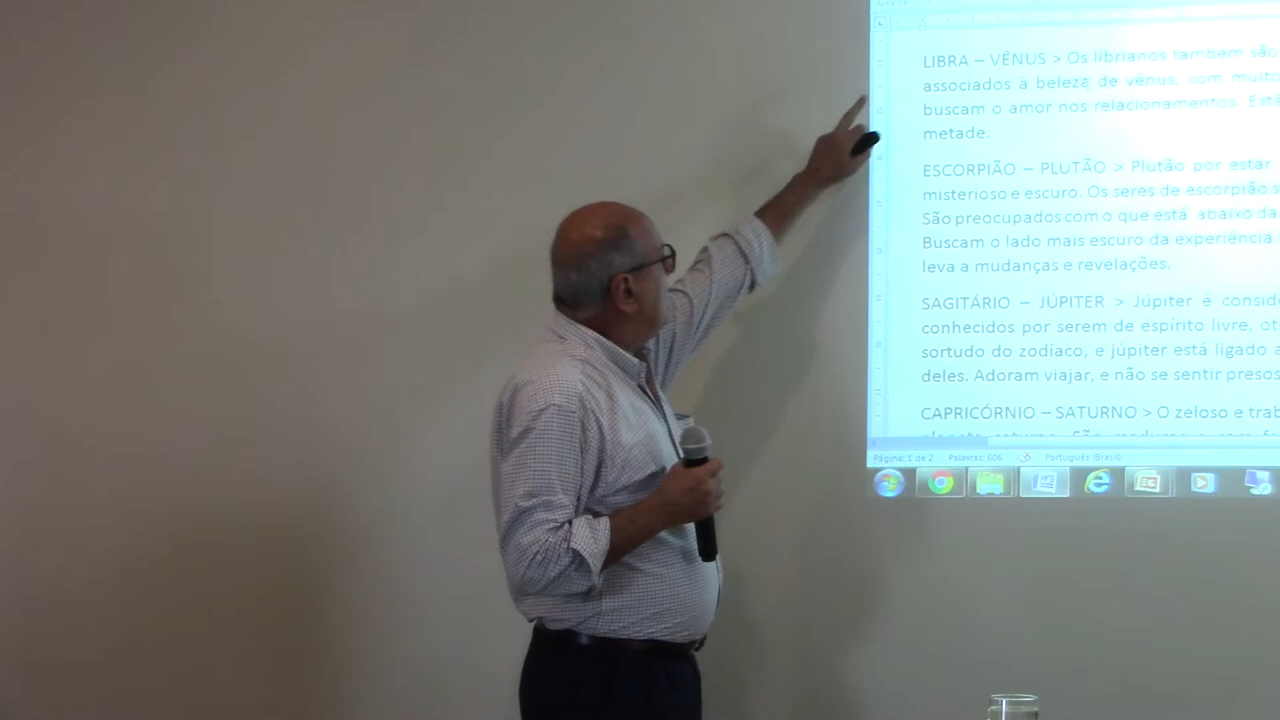 LIBRA – VÊNUS > Os librianos tambem são
associados à beleza de vênus, com muito
buscam o amor nos relacionamentos. Est
metade.
ESCORPIÃO – PLUTÃO > Plutão por estar
misterioso e escuro. Os seres de escorpião s
São preocupados com o que está abaixo da
Buscam o lado mais escuro da experiência
leva a mudanças e revelações.
SAGITÁRIO – JÚPITER > Júpiter é consid
conhecidos por serem de espírito livre, ot
sortudo do zodíaco, e júpiter está ligado a
deles. Adoram viajar, e não se sentir presos
CAPRICÓRNIO – SATURNO > O zeloso e trab
Página: 1 de 2 Palavras: 606 Português (Brasil)